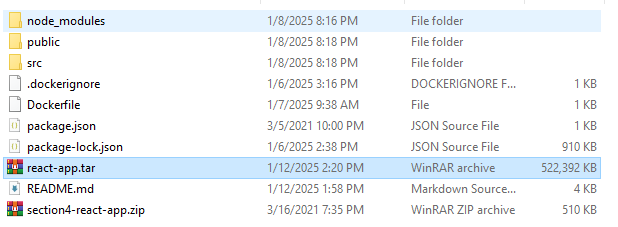 node_modules 1/8/2025 8:16 PM File folder
public 1/8/2025 8:18 PM File folder
src 1/8/2025 8:18 PM File folder
.dockerignore 1/6/2025 3:16 PM DOCKERIGNORE F... 1 KB
Dockerfile 1/7/2025 9:38 AM File 1 KB
package.json 3/5/2021 10:00 PM JSON Source File 1 KB
package-lock.json 1/6/2025 2:38 PM JSON Source File 910 KB
react-app.tar 1/12/2025 2:20 PM WinRAR archive 522,392 KB
README.md 1/12/2025 1:58 PM Markdown Source... 4 KB
section4-react-app.zip 3/16/2021 7:35 PM WinRAR ZIP archive 510 KB